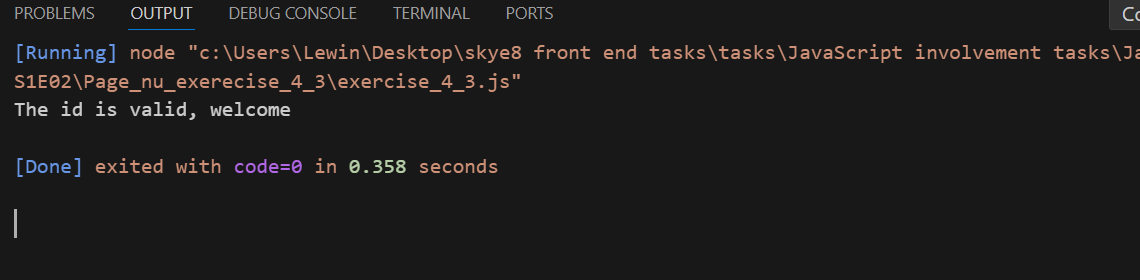 PROBLEMS OUTPUT DEBUG CONSOLE TERMINAL PORTS
[Running] node "c:\Users\Lewin\Desktop\skye8 front end tasks\tasks\JavaScript involvement tasks\Ja
S1E02\Page_nu_exerecise_4_3\exercise_4_3.js"
The id is valid, welcome
[Done] exited with code=0 in 0.358 seconds